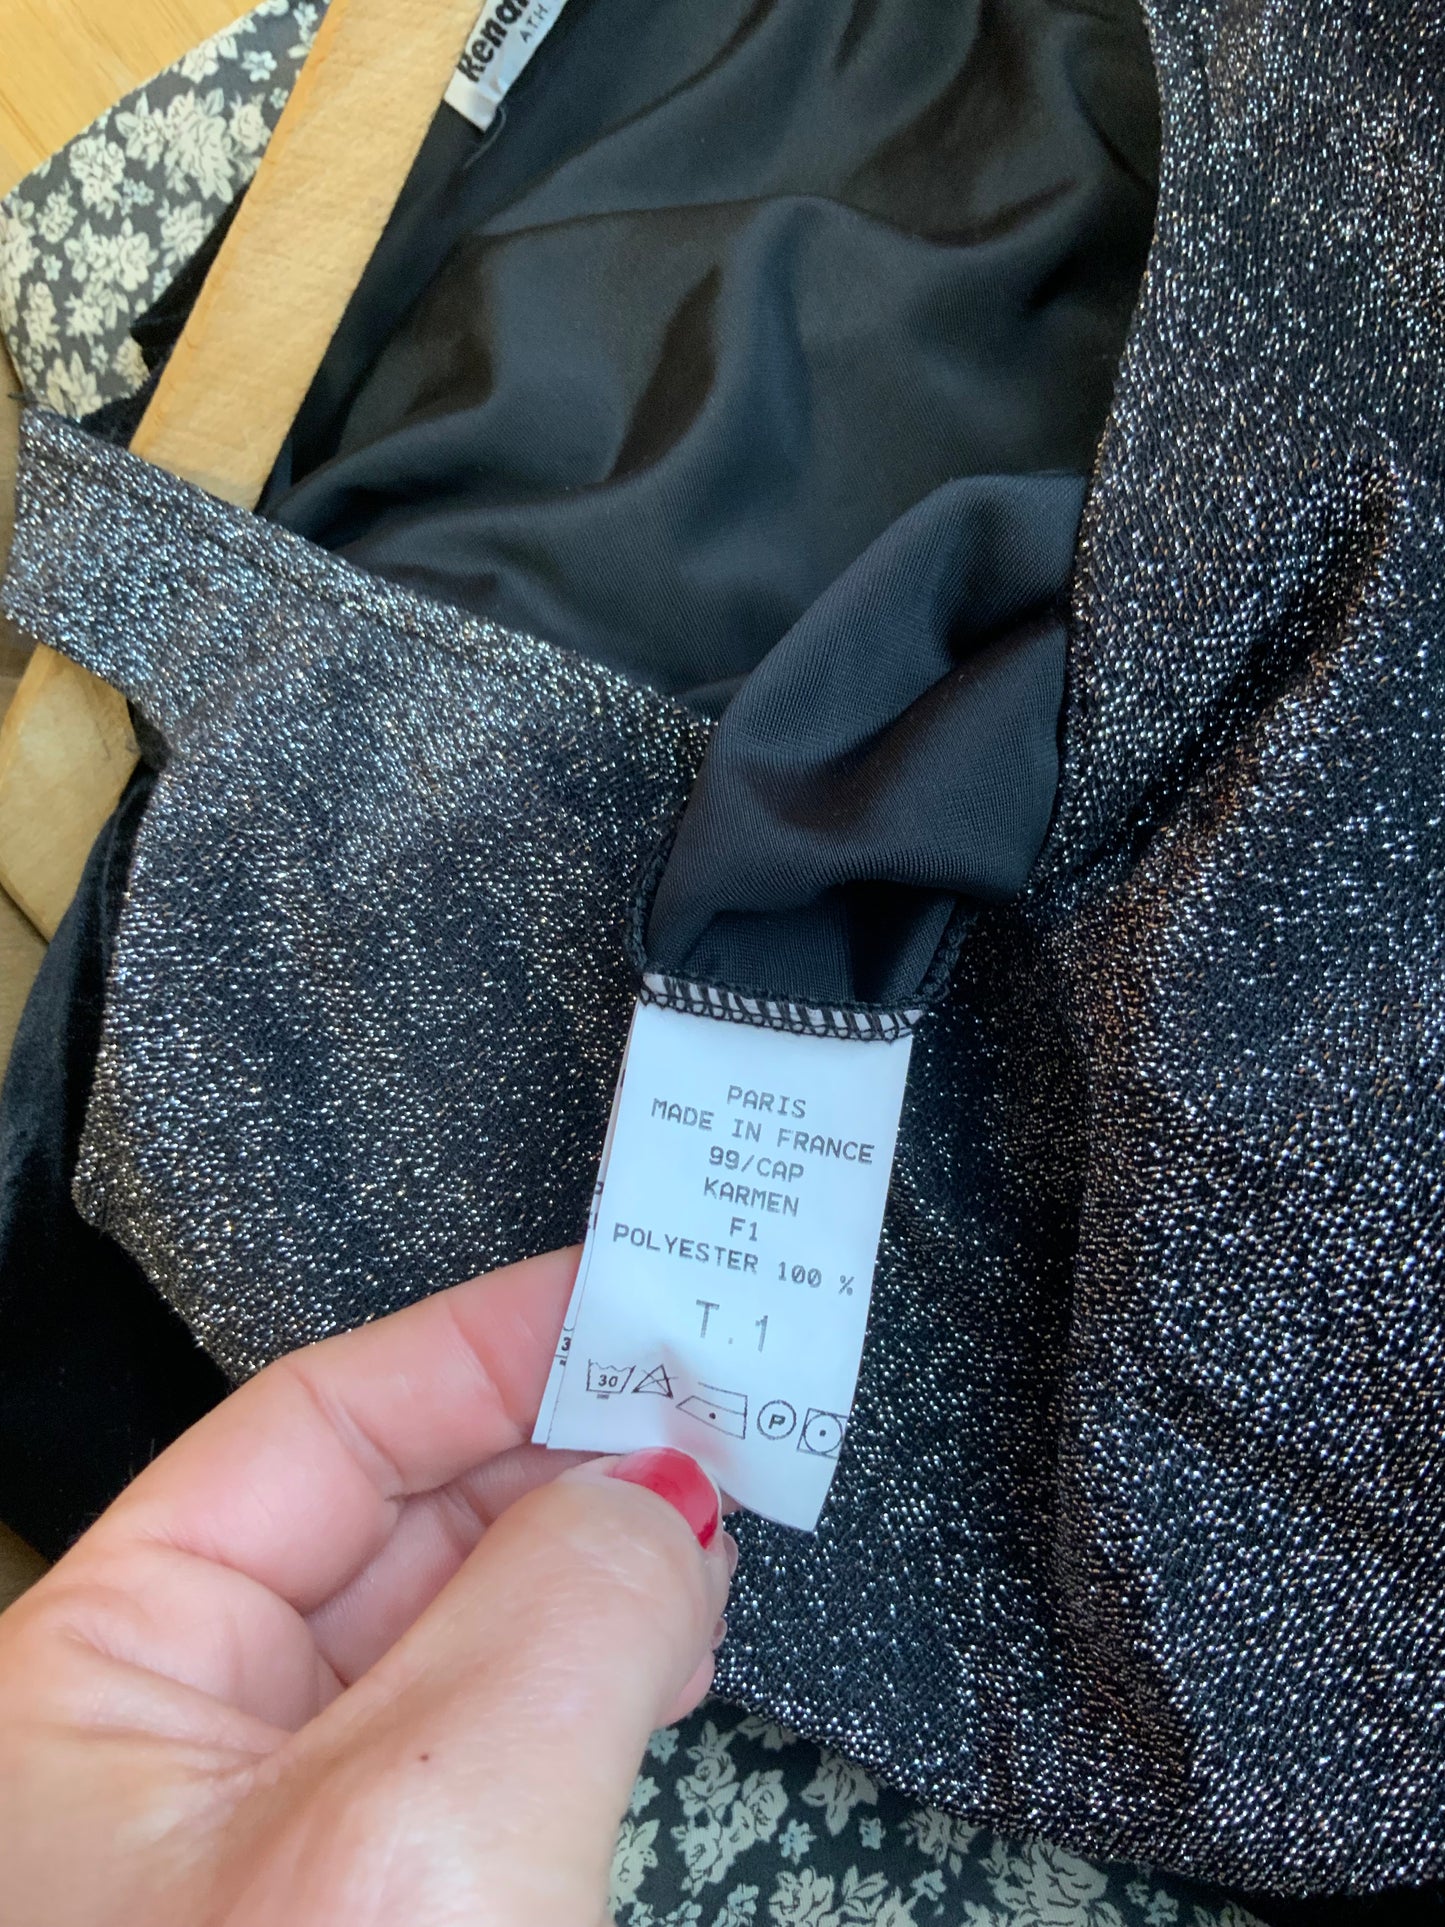 PARIS
MADE IN FRANCE
99/CAP
KARMEN
F1
POLYESTER 100 %
T.1
30
P